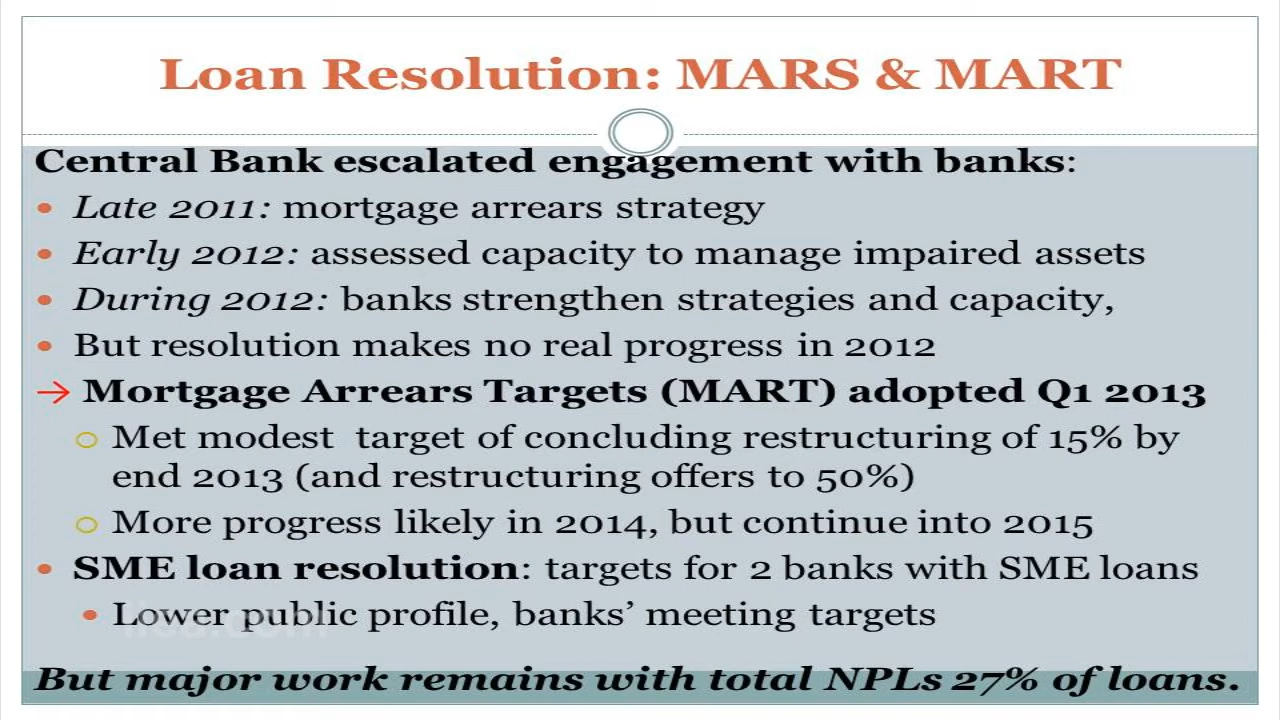 Loan Resolution: MARS & MART
Central Bank escalated engagement with banks:
• Late 2011: mortgage arrears strategy
• Early 2012: assessed capacity to manage impaired assets
• During 2012: banks strengthen strategies and capacity,
• But resolution makes no real progress in 2012
→ Mortgage Arrears Targets (MART) adopted Q1 2013
○ Met modest target of concluding restructuring of 15% by
end 2013 (and restructuring offers to 50%)
○ More progress likely in 2014, but continue into 2015
• SME loan resolution: targets for 2 banks with SME loans
• Lower public profile, banks' meeting targets
But major work remains with total NPLs 27% of loans.